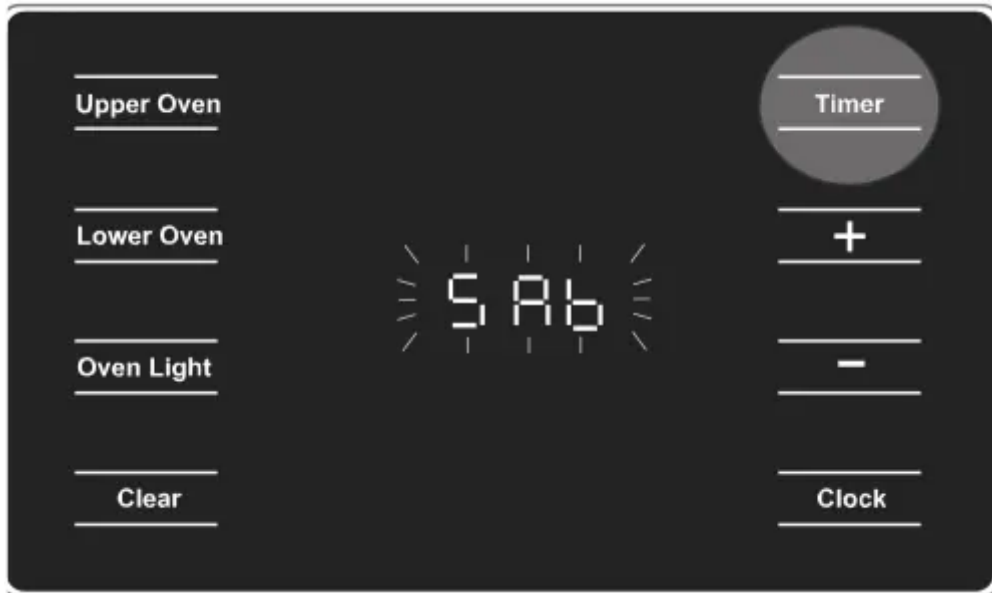 Upper Oven
Timer
Lower Oven
+
SAb
Oven Light
-
Clear
Clock